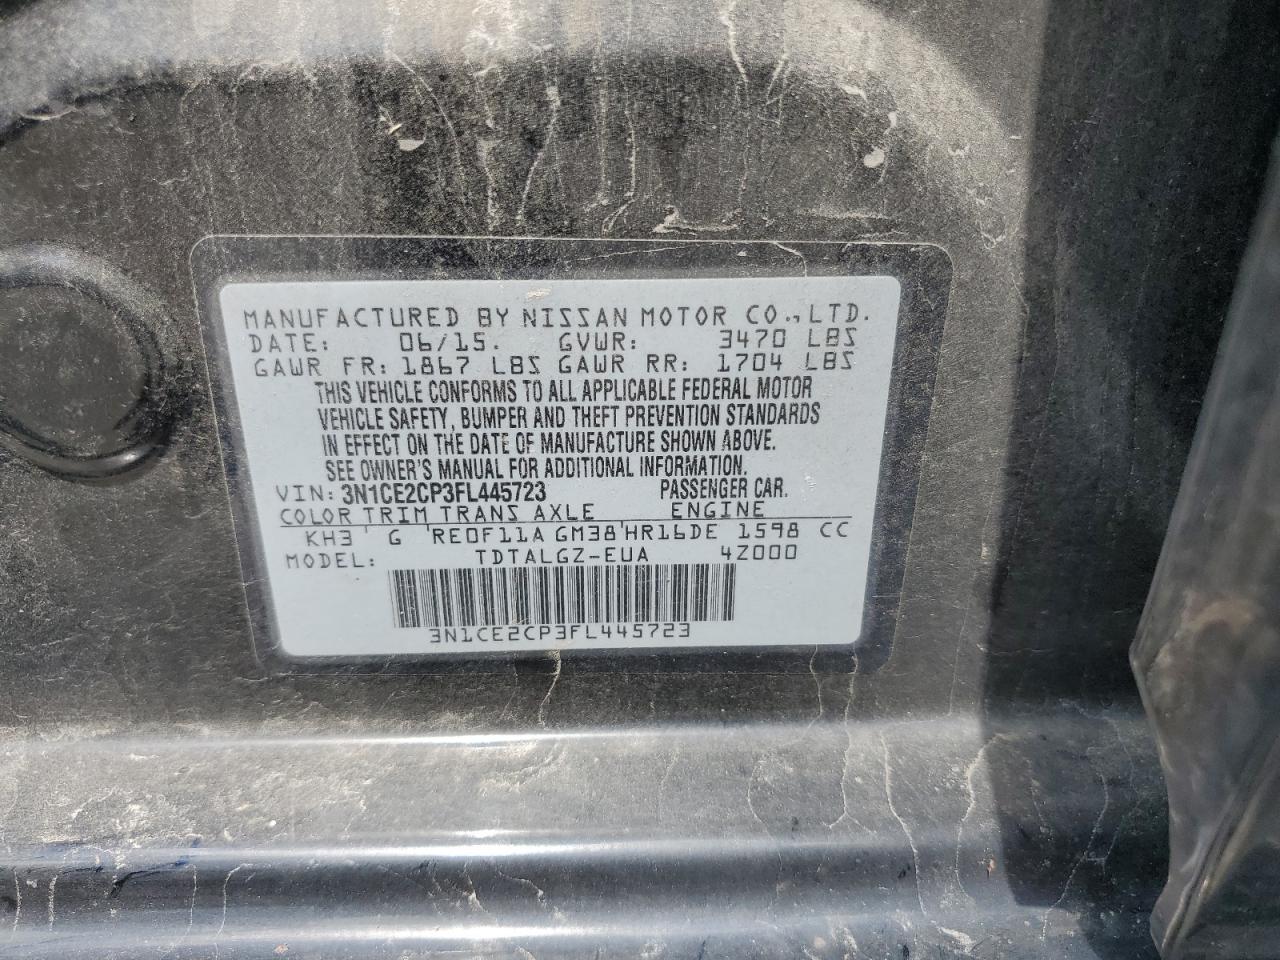 MANUFACTURED BY NISSAN MOTOR CO., LTD.
DATE: 06/15. GVWR: 3470 LBS
GAWR FR: 1867 LBS GAWR RR: 1704 LBS
THIS VEHICLE CONFORMS TO ALL APPLICABLE FEDERAL MOTOR
VEHICLE SAFETY, BUMPER AND THEFT PREVENTION STANDARDS
IN EFFECT ON THE DATE OF MANUFACTURE SHOWN ABOVE.
SEE OWNER'S MANUAL FOR ADDITIONAL INFORMATION.
VIN: 3N1CE2CP3FL445723 PASSENGER CAR.
COLOR TRIM TRANS AXLE ENGINE
KH3 G RE0F11A GM38 HR16DE 1598 CC
MODEL: TDTALGZ-EUA 4Z000
3N1CE2CP3FL445723